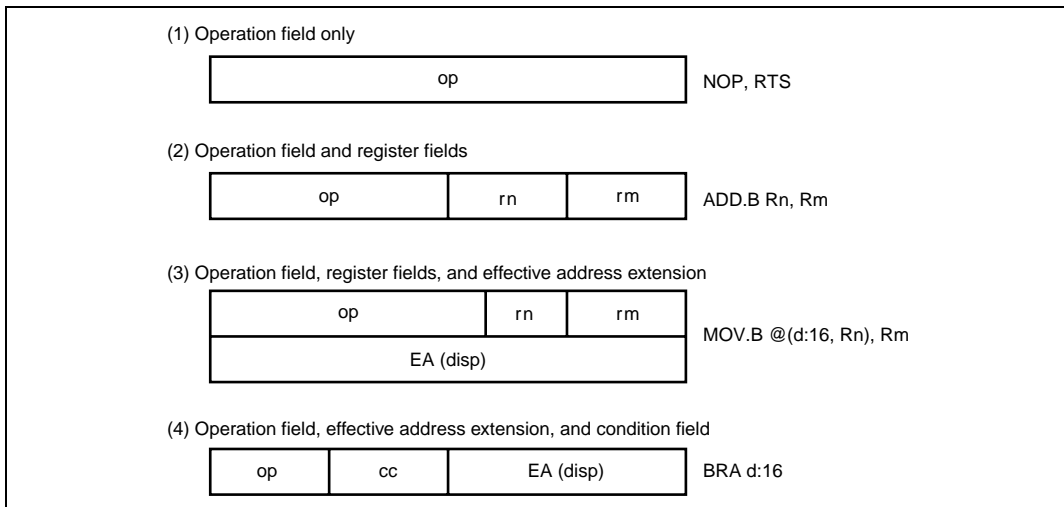 (1) Operation field only
op
NOP, RTS
(2) Operation field and register fields
op rn rm
ADD.B Rn, Rm
(3) Operation field, register fields, and effective address extension
op rn rm
MOV.B @(d:16, Rn), Rm
EA (disp)
(4) Operation field, effective address extension, and condition field
op cc EA (disp)
BRA d:16